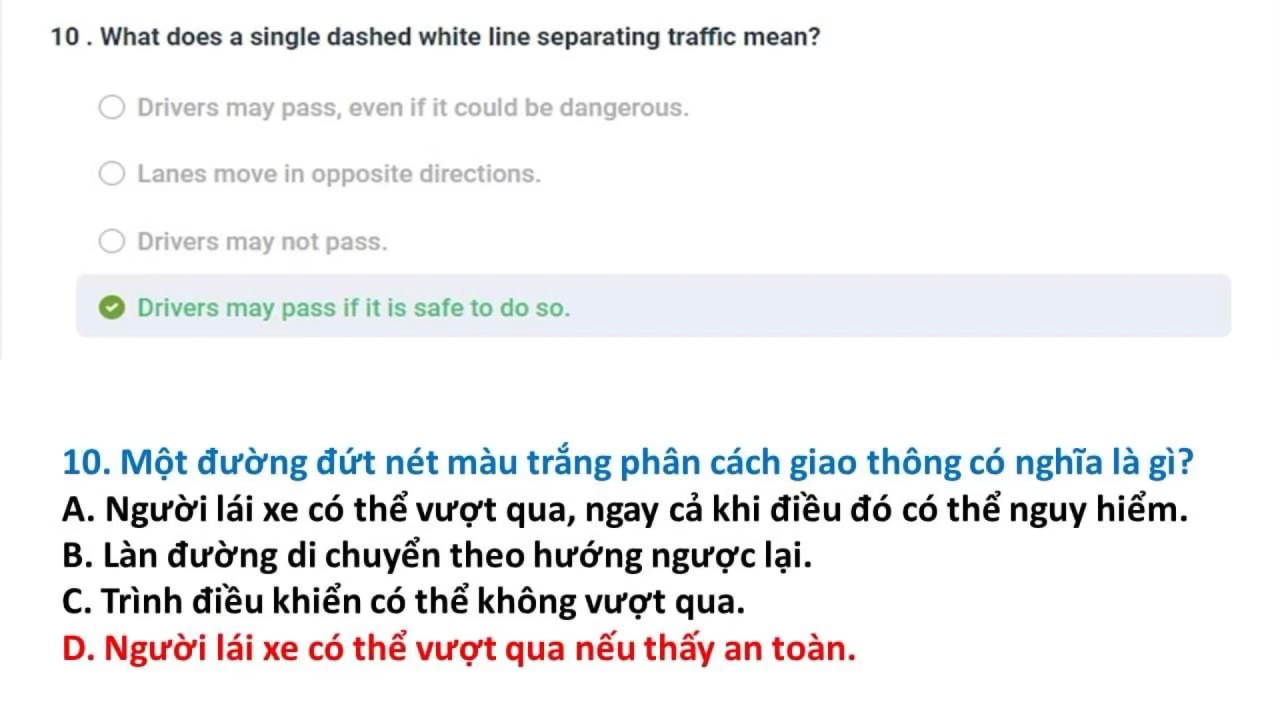 10 . What does a single dashed white line separating traffic mean?
Drivers may pass, even if it could be dangerous.
Lanes move in opposite directions.
Drivers may not pass.
Drivers may pass if it is safe to do so.
10. Một đường đứt nét màu trắng phân cách giao thông có nghĩa là gì?
A. Người lái xe có thể vượt qua, ngay cả khi điều đó có thể nguy hiểm.
B. Làn đường di chuyển theo hướng ngược lại.
C. Trình điều khiển có thể không vượt qua.
D. Người lái xe có thể vượt qua nếu thấy an toàn.